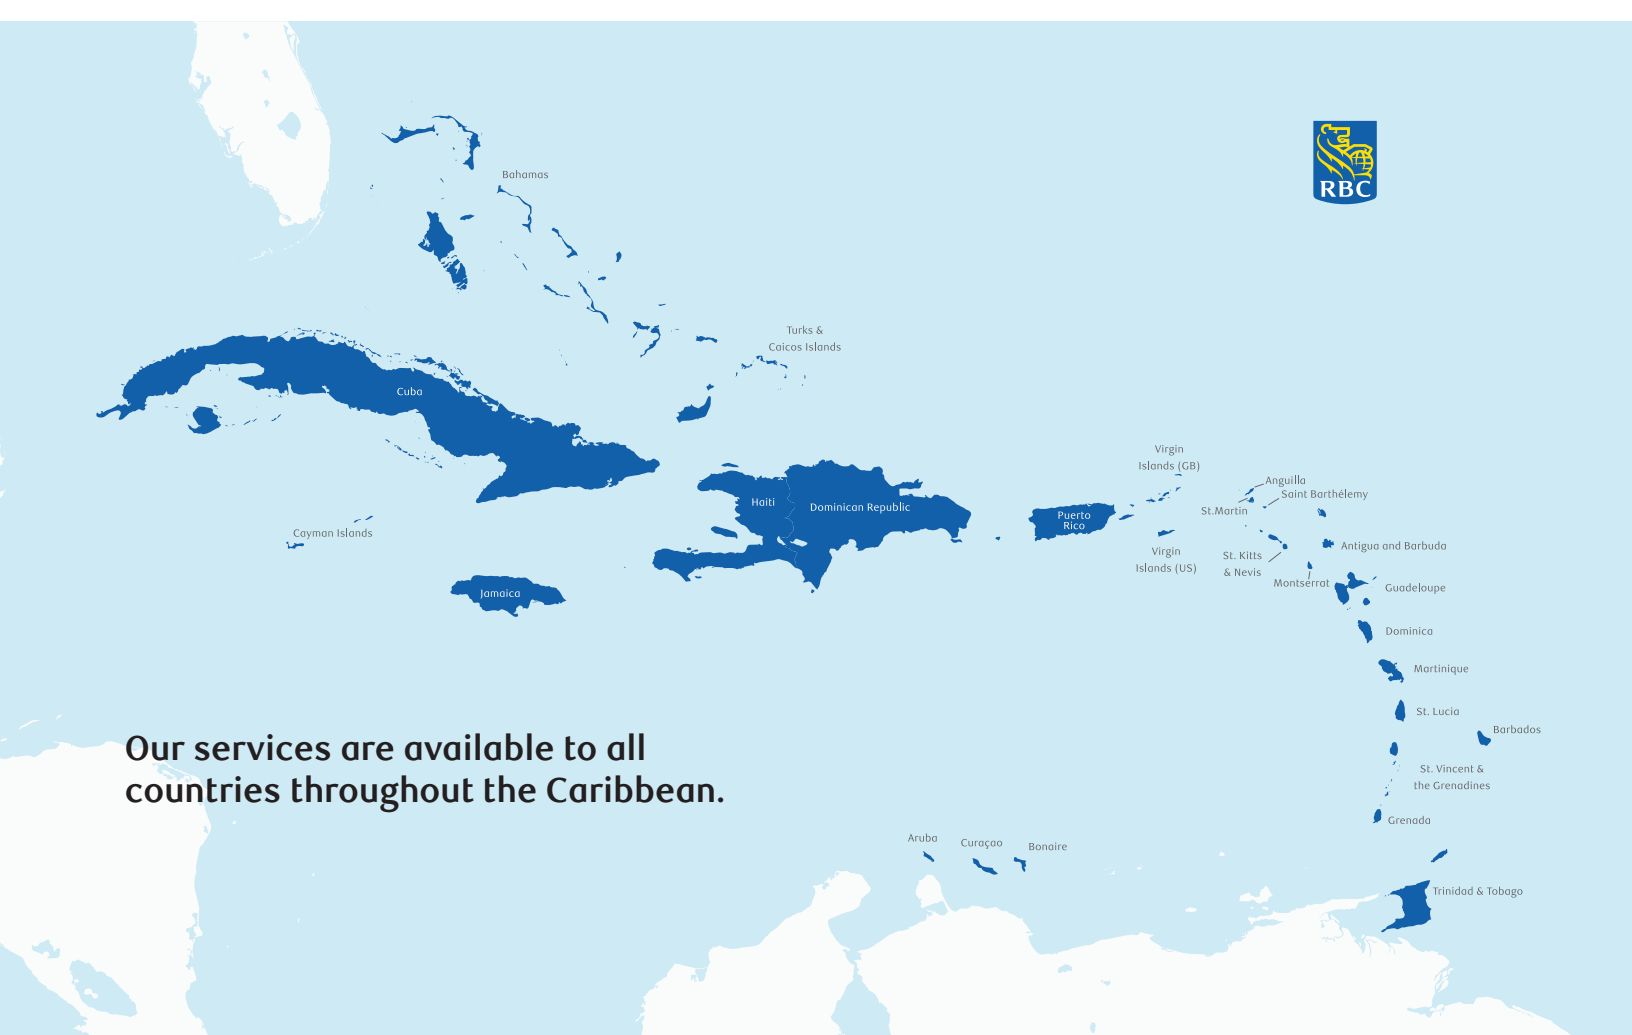 RBC
Bahamas
Turks &
Caicos Islands
Cuba
Virgin
Islands (GB)
Anguilla
Saint Barthélemy
St.Martin
Haiti
Dominican Republic
Puerto
Rico
Cayman Islands
Antigua and Barbuda
Virgin
Islands (US)
St. Kitts
& Nevis
Montserrat
Guadeloupe
Jamaica
Dominica
Martinique
St. Lucia
Barbados
Our services are available to all
countries throughout the Caribbean.
St. Vincent &
the Grenadines
Grenada
Aruba
Curaçao
Bonaire
Trinidad & Tobago